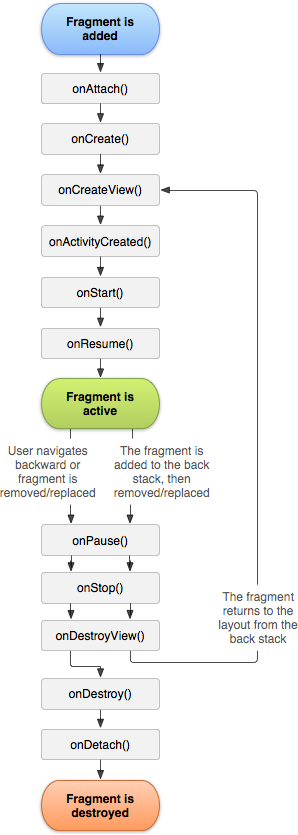 Fragment is
added
onAttach()
onCreate()
onCreateView()
onActivityCreated()
onStart()
onResume()
Fragment is
active
User navigates
backward or
fragment is
removed/replaced
The fragment is
added to the back
stack, then
removed/replaced
onPause()
onStop()
onDestroyView()
The fragment
returns to the
layout from the
back stack
onDestroy()
onDetach()
Fragment is
destroyed